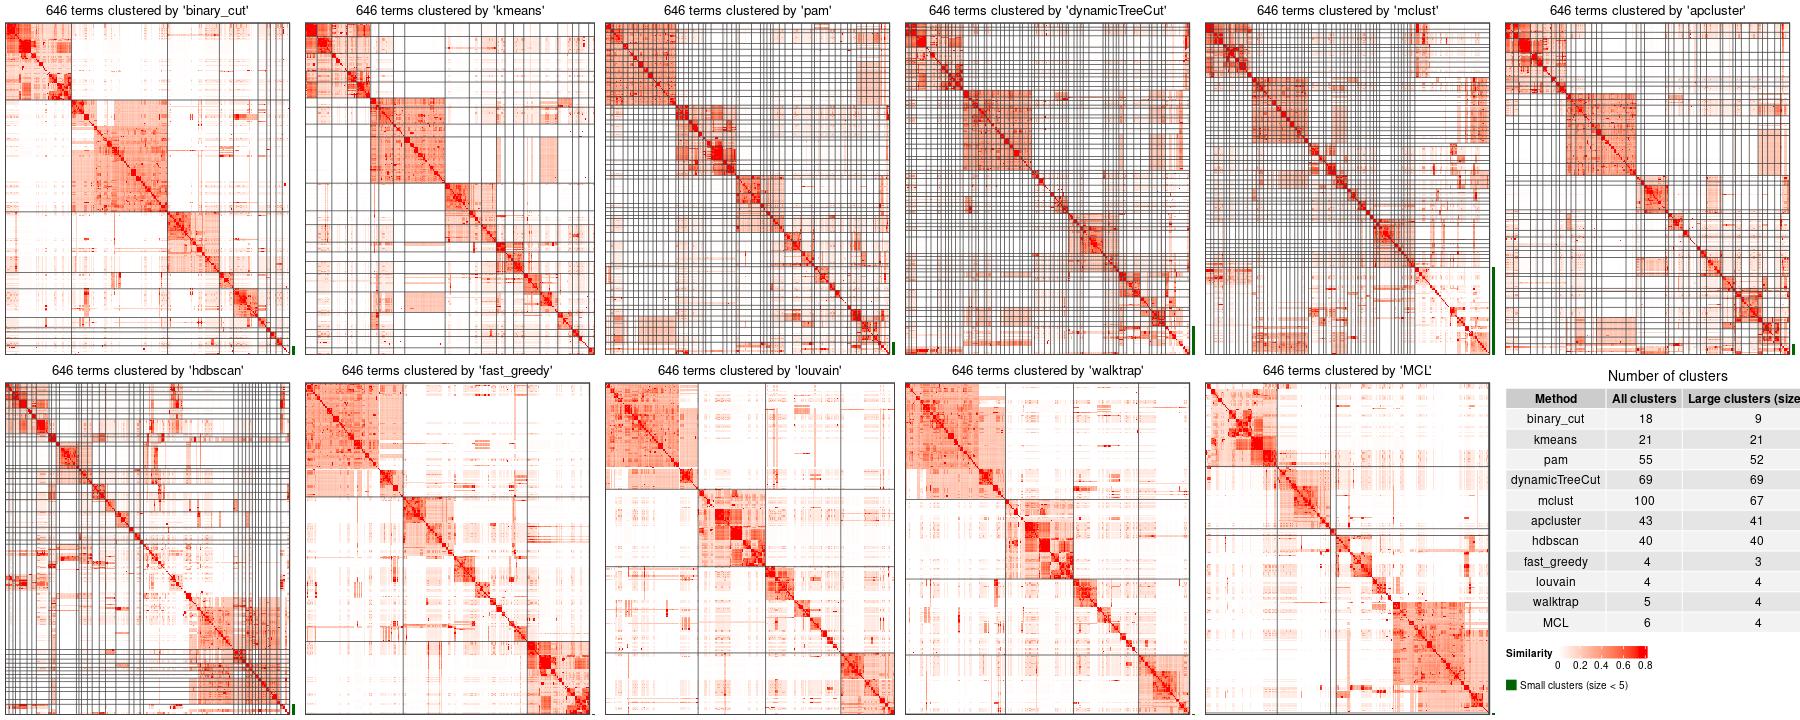 646 terms clustered by 'binary_cut'
646 terms clustered by 'kmeans'
646 terms clustered by 'pam'
646 terms clustered by 'dynamicTreeCut'
646 terms clustered by 'mclust'
646 terms clustered by 'apcluster'
646 terms clustered by 'hdbscan'
646 terms clustered by 'fast_greedy'
646 terms clustered by 'louvain'
646 terms clustered by 'walktrap'
646 terms clustered by 'MCL'
Number of clusters
Method All clusters Large clusters (size
binary_cut 18 9
kmeans 21 21
pam 55 52
dynamicTreeCut 69 69
mclust 100 67
apcluster 43 41
hdbscan 40 40
fast_greedy 4 3
louvain 4 4
walktrap 5 4
MCL 6 4
Similarity
0 0.2 0.4 0.6 0.8
Small clusters (size < 5)